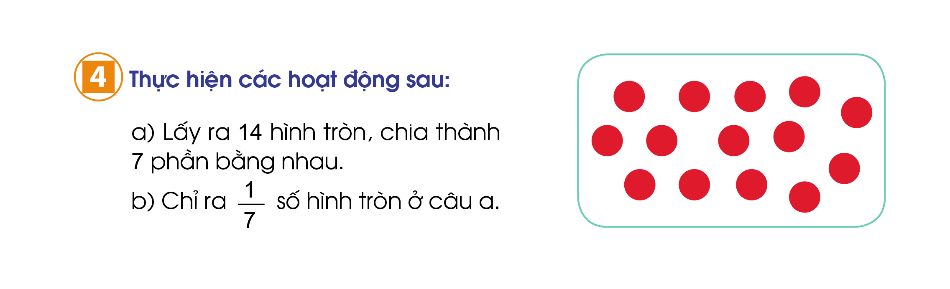 4 Thực hiện các hoạt động sau:
a) Lấy ra 14 hình tròn, chia thành
7 phần bằng nhau.
b) Chỉ ra 1/7 số hình tròn ở câu a.